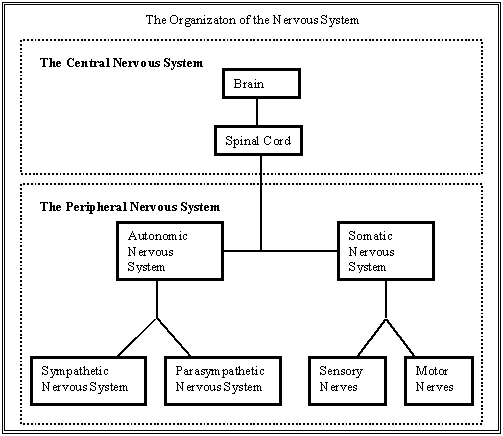 The Organizaton of the Nervous System
The Central Nervous System
Brain
Spinal Cord
The Peripheral Nervous System
Autonomic
Nervous
System
Somatic
Nervous
System
Sympathetic
Nervous System
Parasympathetic
Nervous System
Sensory
Nerves
Motor
Nerves